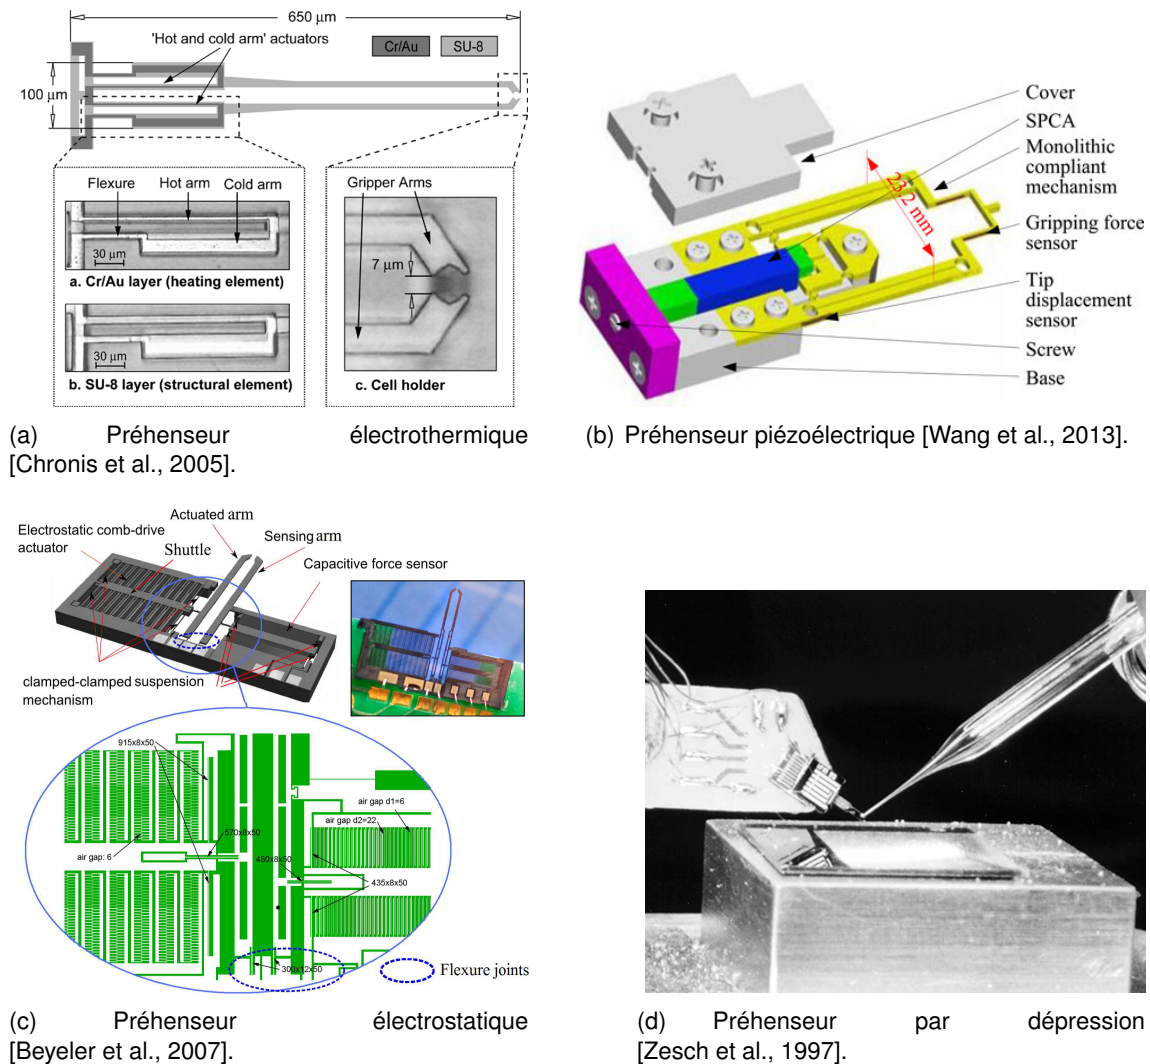 650 µm
'Hot and cold arm' actuators
Cr/Au
SU-8
100 µm
Flexure
Hot arm
Cold arm
30 µm
a. Cr/Au layer (heating element)
30 µm
b. SU-8 layer (structural element)
Gripper Arms
7 µm
c. Cell holder
(a) Préhenseur électrothermique
[Chronis et al., 2005].
Cover
SPCA
Monolithic
compliant
mechanism
23.2 mm
Gripping force
sensor
Tip
displacement
sensor
Screw
Base
(b) Préhenseur piézoélectrique [Wang et al., 2013].
Actuated arm
Sensing arm
Electrostatic comb-drive
actuator
Shuttle
Capacitive force sensor
clamped-clamped suspension
mechanism
915x8x50
air gap d1=6
air gap d2=22
570x8x50
air gap: 6
480x8x50
435x8x50
300x12x50
Flexure joints
(c) Préhenseur électrostatique
[Beyeler et al., 2007].
(d) Préhenseur par dépression
[Zesch et al., 1997].